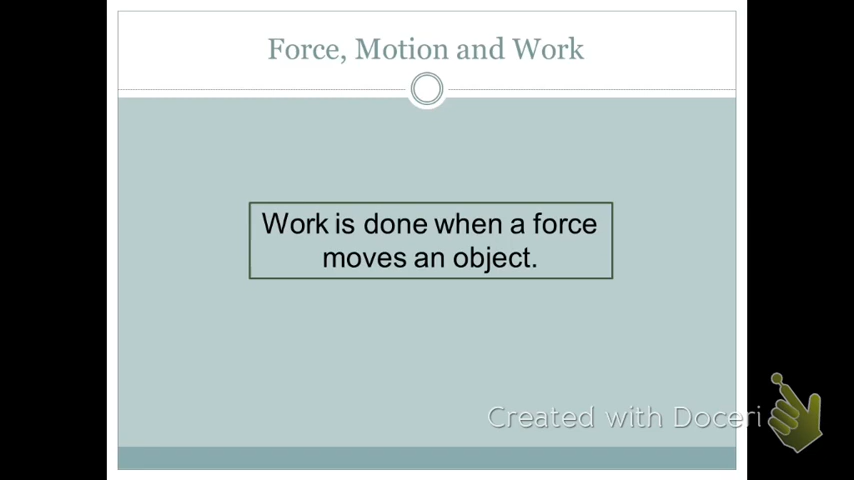 Force, Motion and Work
Work is done when a force
moves an object.
Created with Doceri